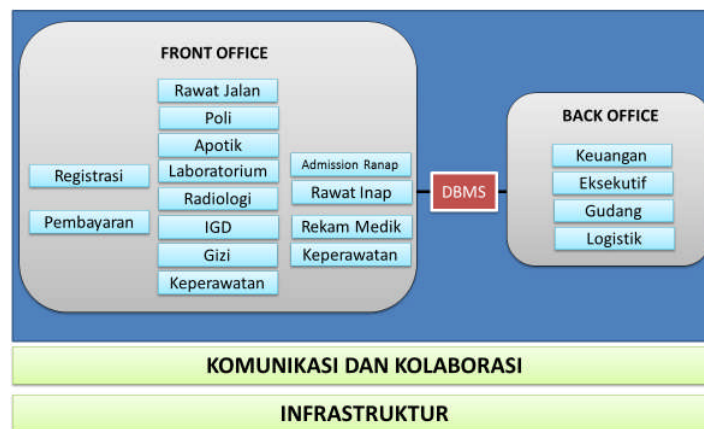 FRONT OFFICE
Registrasi
Pembayaran
Rawat Jalan
Poli
Apotik
Laboratorium
Radiologi
IGD
Gizi
Keperawatan
Admission Ranap
Rawat Inap
Rekam Medik
Keperawatan
DBMS
BACK OFFICE
Keuangan
Eksekutif
Gudang
Logistik
KOMUNIKASI DAN KOLABORASI
INFRASTRUKTUR